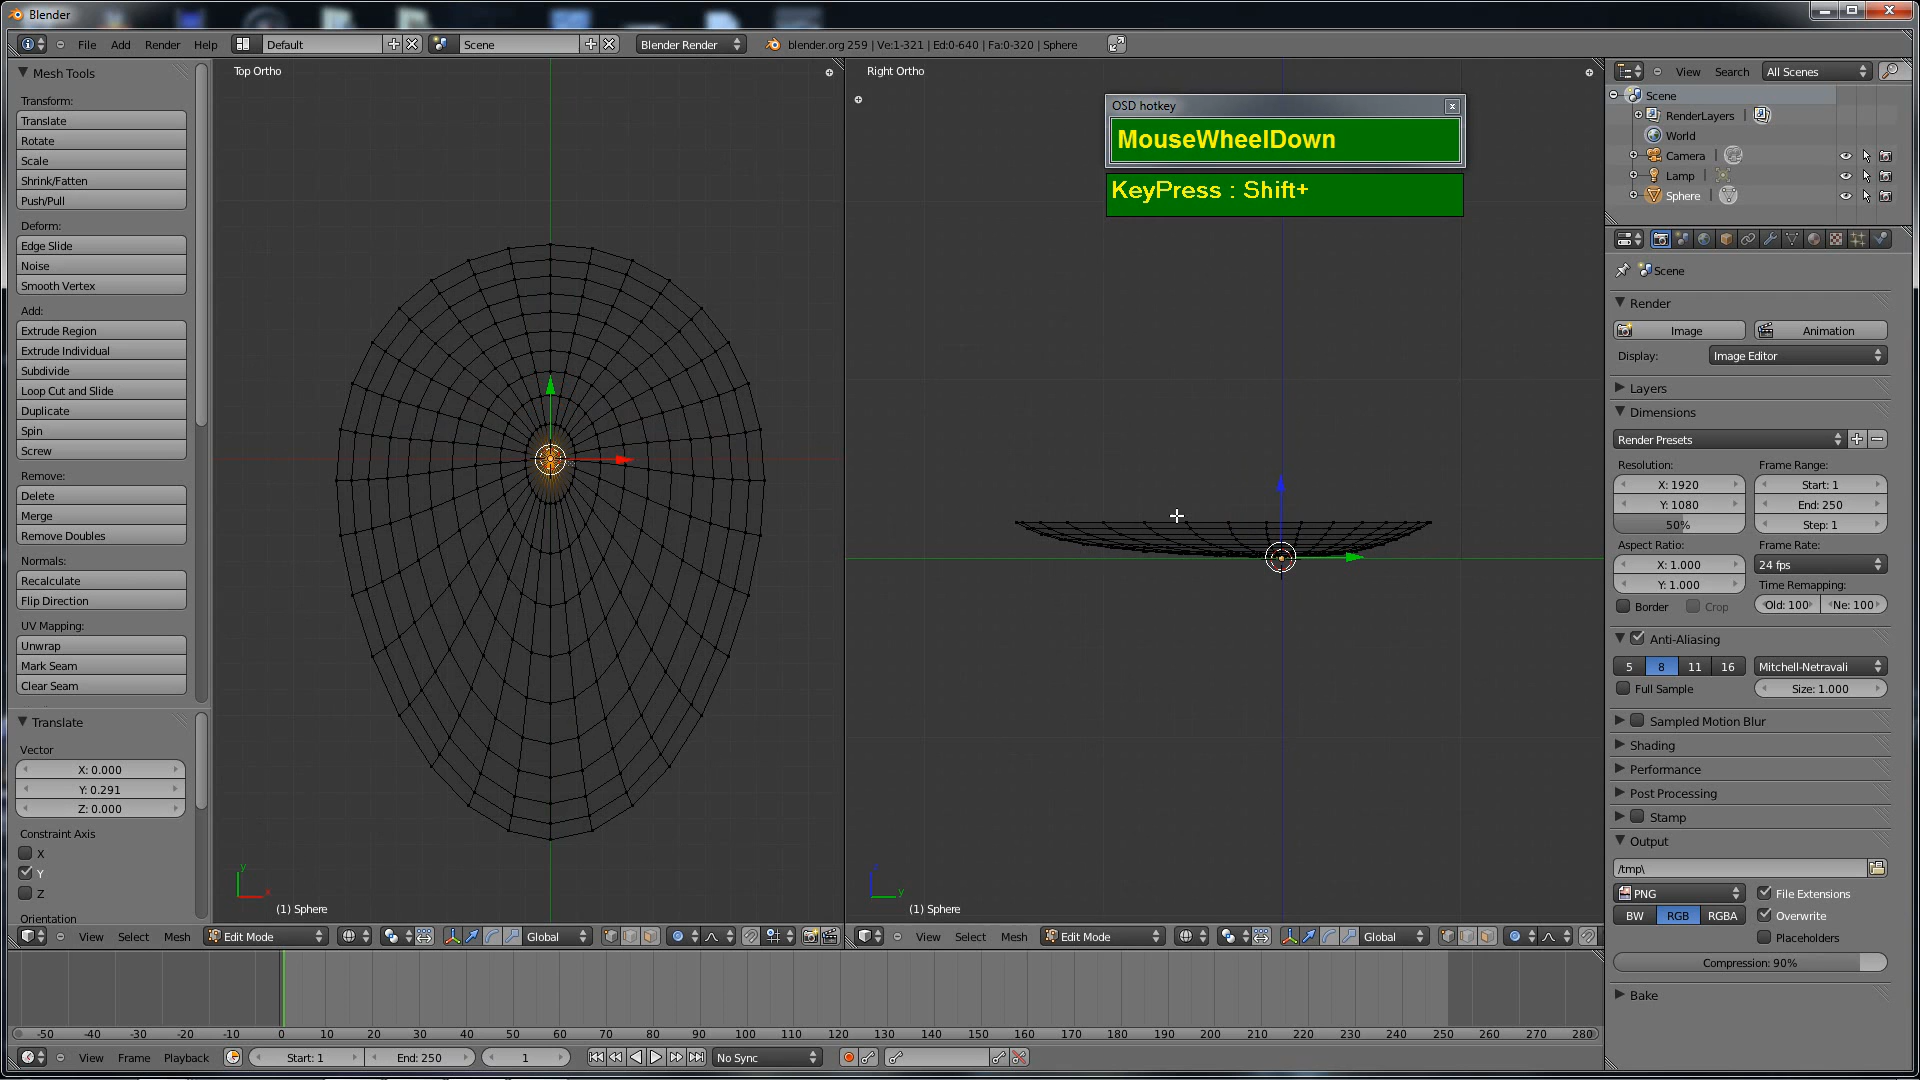 Blender
File Add Render Help Default Scene Blender Render blender.org 259 | Ve:1-321 | Ed:0-640 | Fa:0-320 | Sphere
Mesh Tools
Transform:
Translate
Rotate
Scale
Shrink/Fatten
Push/Pull
Deform:
Edge Slide
Noise
Smooth Vertex
Add:
Extrude Region
Extrude Individual
Subdivide
Loop Cut and Slide
Duplicate
Spin
Screw
Remove:
Delete
Merge
Remove Doubles
Normals:
Recalculate
Flip Direction
UV Mapping:
Unwrap
Mark Seam
Clear Seam
Translate
Vector
X: 0.000
Y: 0.291
Z: 0.000
Constraint Axis
X
Y
Z
Orientation
Top Ortho
y
x
(1) Sphere
View Select Mesh Edit Mode Global
Right Ortho
OSD hotkey
MouseWheelDown
KeyPress : Shift+
y
(1) Sphere
View Select Mesh Edit Mode Global
-50 -40 -30 -20 -10 0 10 20 30 40 50 60 70 80 90 100 110 120 130 140 150 160 170 180 190 200 210 220 230 240 250 260 270 280
View Frame Playback Start: 1 End: 250 1 No Sync
View Search All Scenes
Scene
RenderLayers
World
Camera
Lamp
Sphere
Scene
Render
Image Animation
Display: Image Editor
Layers
Dimensions
Render Presets
Resolution: Frame Range:
X: 1920 Start: 1
Y: 1080 End: 250
50% Step: 1
Aspect Ratio: Frame Rate:
X: 1.000 24 fps
Y: 1.000 Time Remapping:
Border Crop Old: 100 Ne: 100
Anti-Aliasing
5 8 11 16 Mitchell-Netravali
Full Sample Size: 1.000
Sampled Motion Blur
Shading
Performance
Post Processing
Stamp
Output
/tmp\
PNG File Extensions
BW RGB RGBA Overwrite
Placeholders
Compression: 90%
Bake